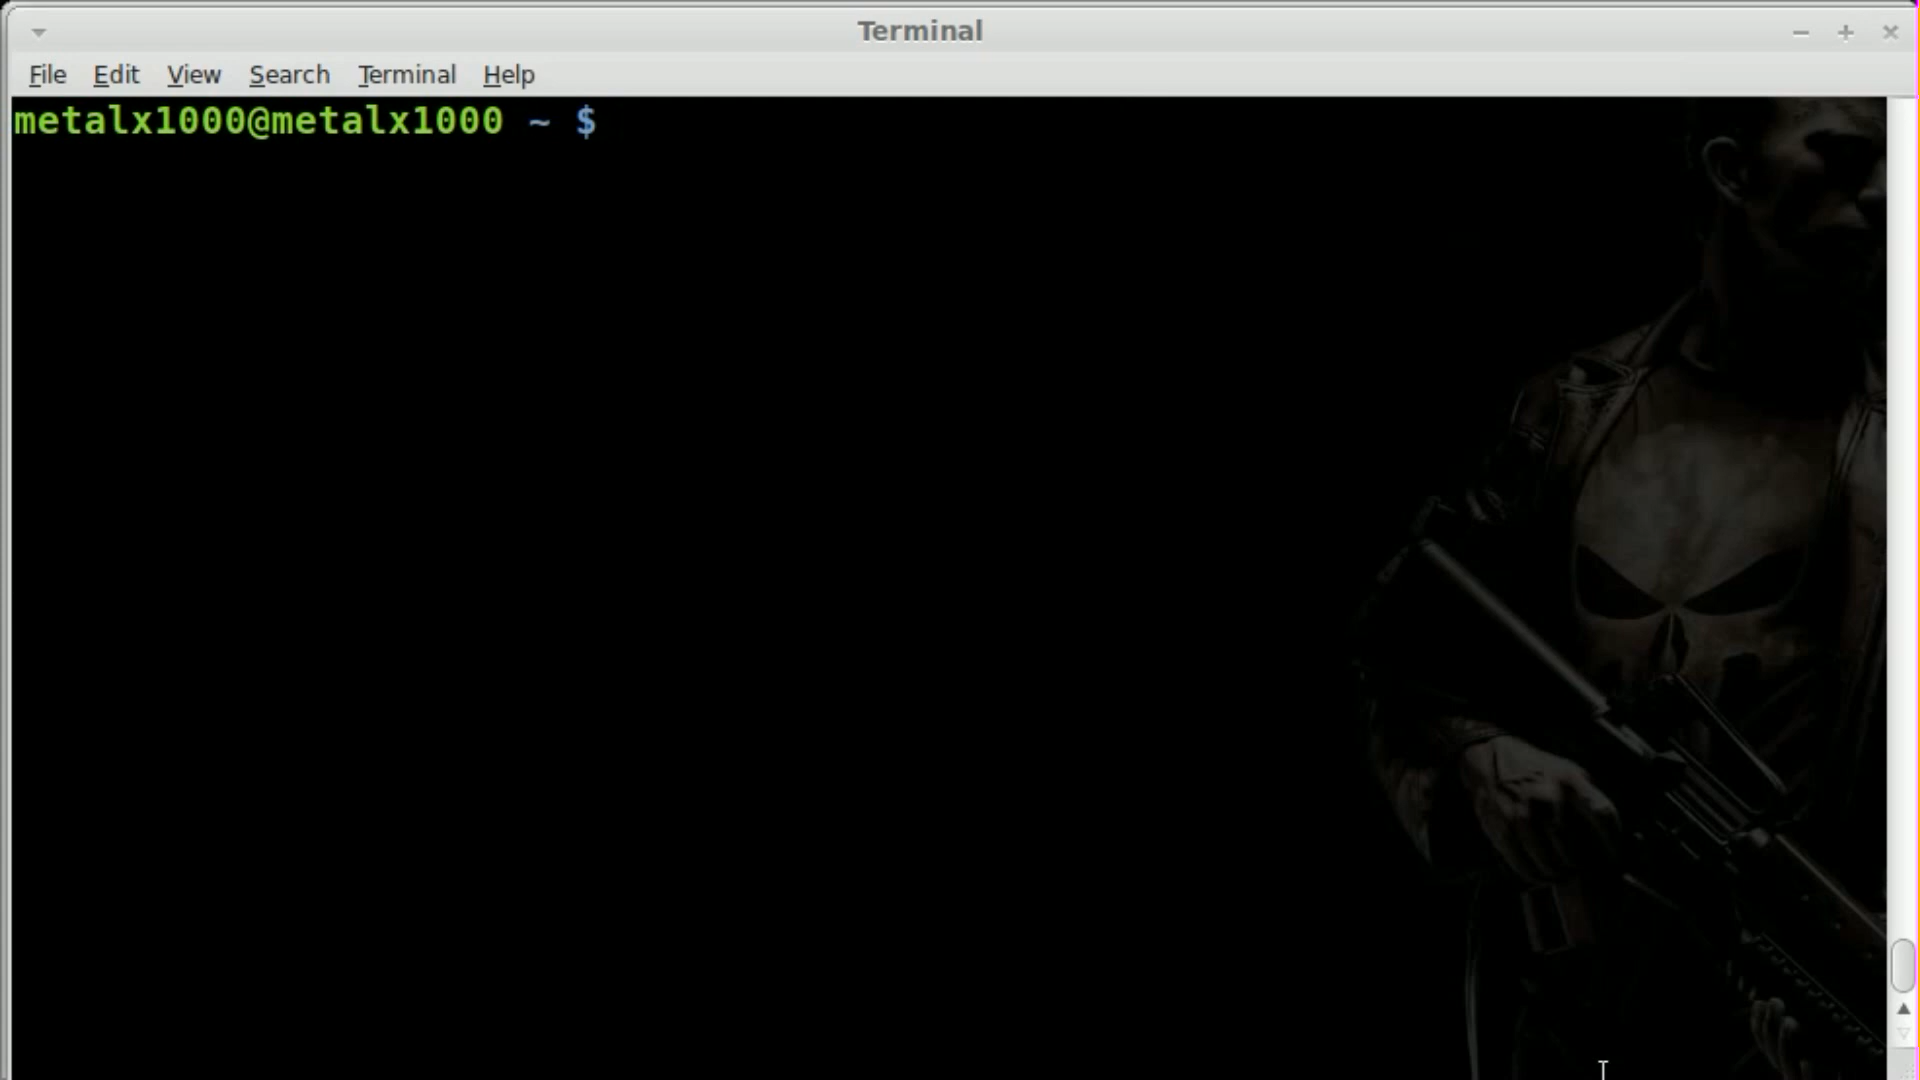 Terminal
File Edit View Search Terminal Help
metalx1000@metalx1000 ~ $